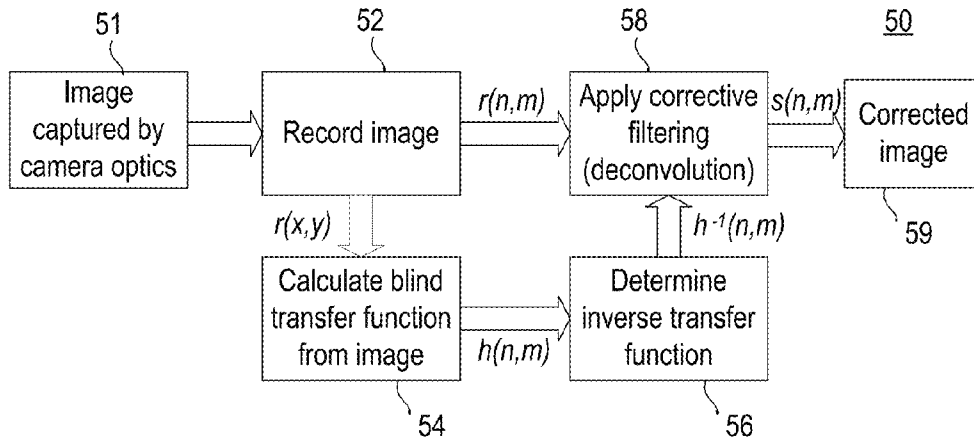 51
52
58
50
Image
captured by
camera optics
Record image
r(n,m)
Apply corrective
filtering
(deconvolution)
s(n,m)
Corrected
image
59
r(x,y)
h⁻¹(n,m)
Calculate blind
transfer function
from image
h(n,m)
Determine
inverse transfer
function
54
56